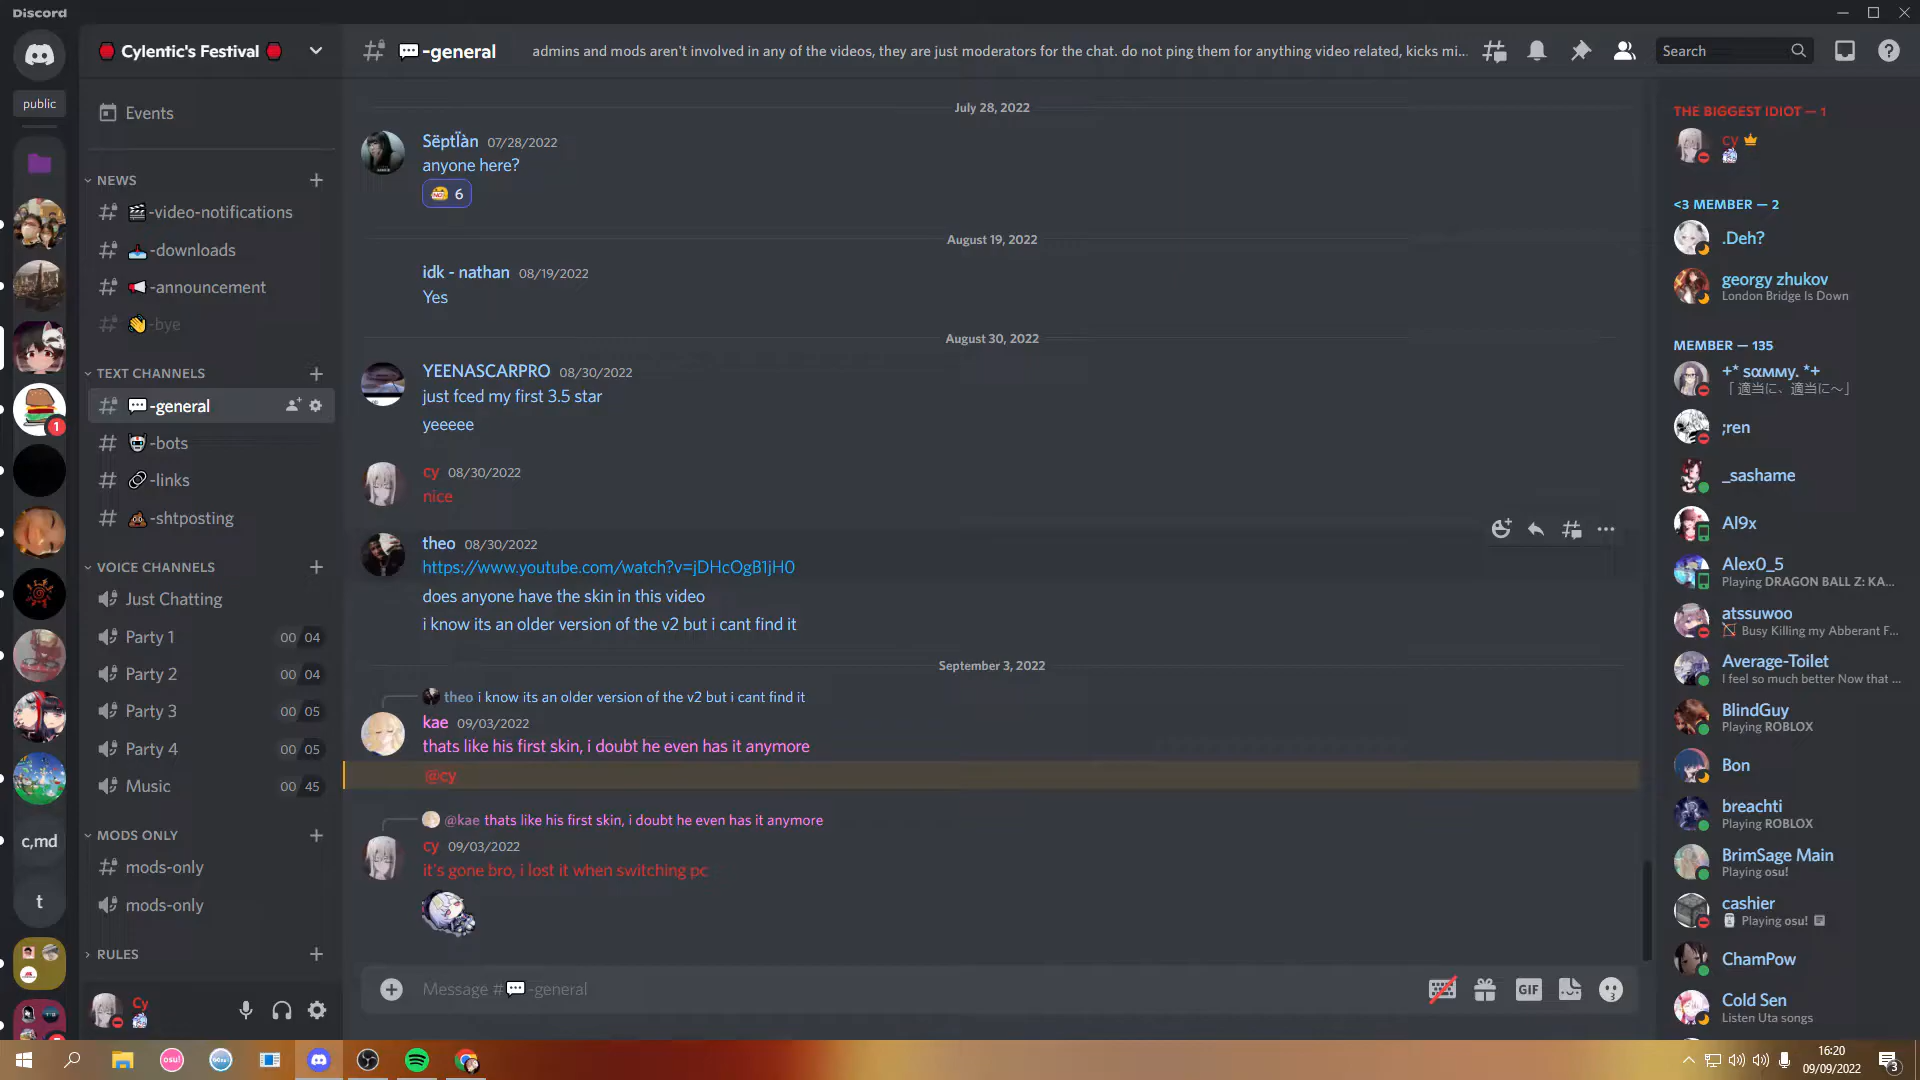 Discord
public
c,md
t
1
Cylentic's Festival
Events
NEWS
-video-notifications
-downloads
-announcement
-bye
TEXT CHANNELS
-general
-bots
-links
-shtposting
VOICE CHANNELS
Just Chatting
Party 1 00 04
Party 2 00 04
Party 3 00 05
Party 4 00 05
Music 00 45
MODS ONLY
mods-only
mods-only
RULES
Cy
-general admins and mods aren't involved in any of the videos, they are just moderators for the chat. do not ping them for anything video related, kicks mi...
Search
July 28, 2022
SëptÏàn 07/28/2022
anyone here?
6
August 19, 2022
idk - nathan 08/19/2022
Yes
August 30, 2022
YEENASCARPRO 08/30/2022
just fced my first 3.5 star
yeeeee
cy 08/30/2022
nice
theo 08/30/2022
https://www.youtube.com/watch?v=jDHcOgB1jH0
does anyone have the skin in this video
i know its an older version of the v2 but i cant find it
September 3, 2022
theo i know its an older version of the v2 but i cant find it
kae 09/03/2022
thats like his first skin, i doubt he even has it anymore
@cy
@kae thats like his first skin, i doubt he even has it anymore
cy 09/03/2022
it's gone bro, i lost it when switching pc
Message # -general
GIF
THE BIGGEST IDIOT — 1
cy
<3 MEMBER — 2
.Deh?
georgy zhukov
London Bridge Is Down
MEMBER — 135
+* sαммy. *+
「 適当に、適当に～」
;ren
_sashame
Al9x
Alex0_5
Playing DRAGON BALL Z: KA...
atssuwoo
Busy Killing my Abberant F...
Average-Toilet
I feel so much better Now that ...
BlindGuy
Playing ROBLOX
Bon
breachti
Playing ROBLOX
BrimSage Main
Playing osu!
cashier
Playing osu!
ChamPow
Cold Sen
Listen Uta songs
osu!
16:20
09/09/2022
3